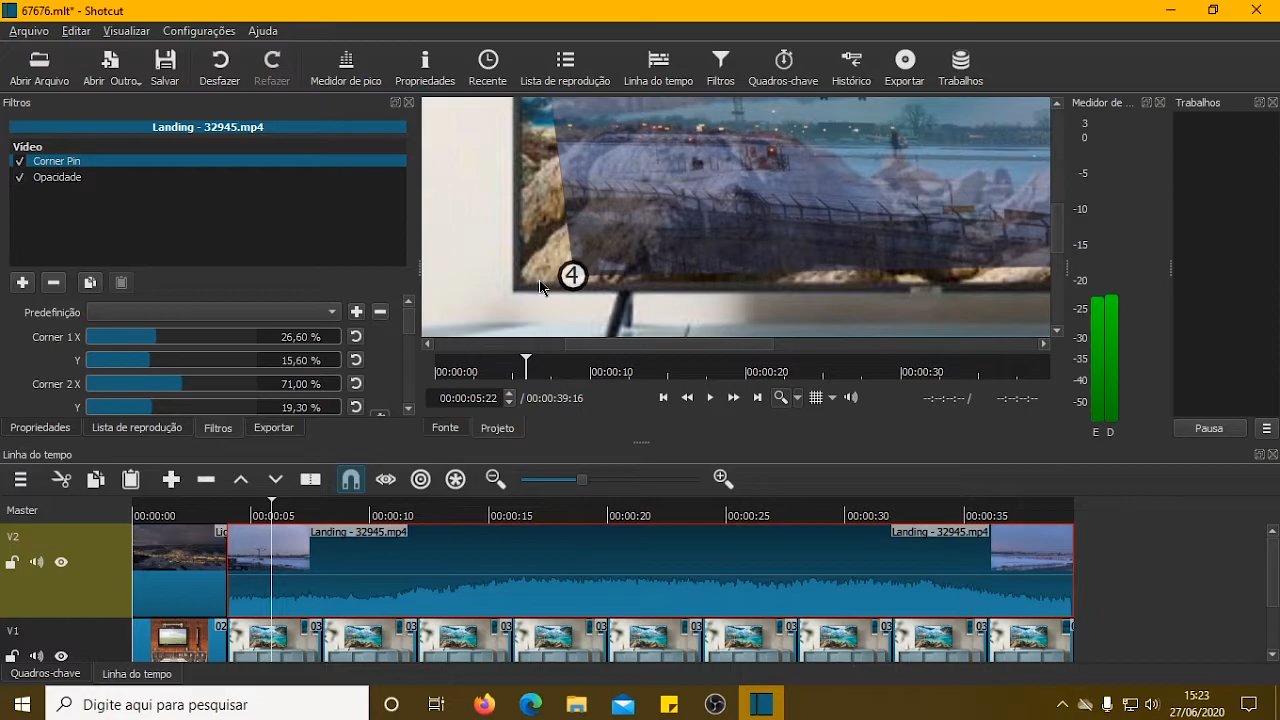 67676.mlt* - Shotcut
Arquivo Editar Visualizar Configurações Ajuda
Abrir Arquivo Abrir Outro... Salvar Desfazer Refazer Medidor de pico Propriedades Recente Lista de reprodução Linha do tempo Filtros Quadros-chave Histórico Exportar Trabalhos
Filtros
Medidor de ...
Trabalhos
Landing - 32945.mp4
Vídeo
Corner Pin
Opacidade
Predefinição
Corner 1 X 26,60 %
Y 15,60 %
Corner 2 X 71,00 %
Y 19,30 %
4
3
0
-5
-10
-15
-20
-25
-30
-35
-40
-50
E D
00:00:00 00:00:10 00:00:20 00:00:30
00:00:05:22 / 00:00:39:16 --:--:--:-- / --:--:--:--
Propriedades Lista de reprodução Filtros Exportar
Fonte Projeto
Pausa
Linha do tempo
Master
00:00:00 00:00:05 00:00:10 00:00:15 00:00:20 00:00:25 00:00:30 00:00:35
V2
Landing - 32945.mp4 Landing - 32945.mp4
V1
02 03 03 03 03 03 03 03 03
Quadros-chave Linha do tempo
Digite aqui para pesquisar
15:23
27/06/2020